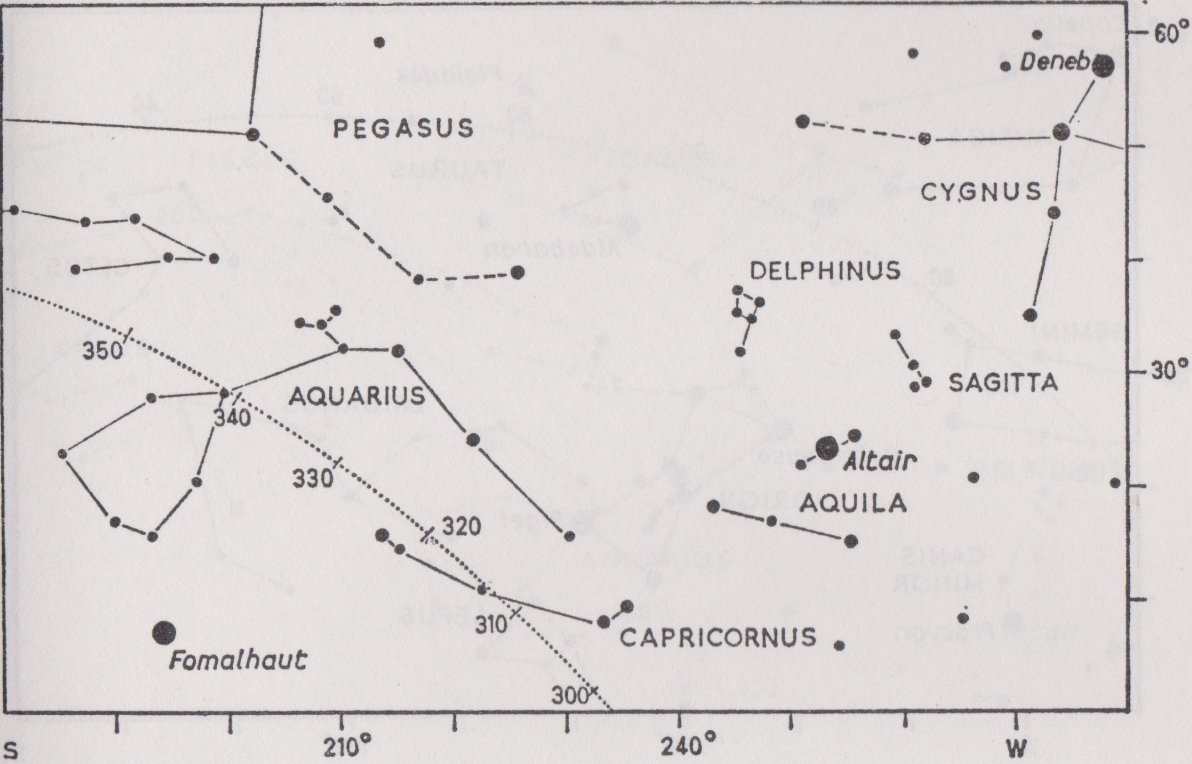 60°
Deneb
PEGASUS
CYGNUS
DELPHINUS
350
30°
SAGITTA
AQUARIUS
340
Altair
330
AQUILA
320
310
CAPRICORNUS
Fomalhaut
300
S
210°
240°
W